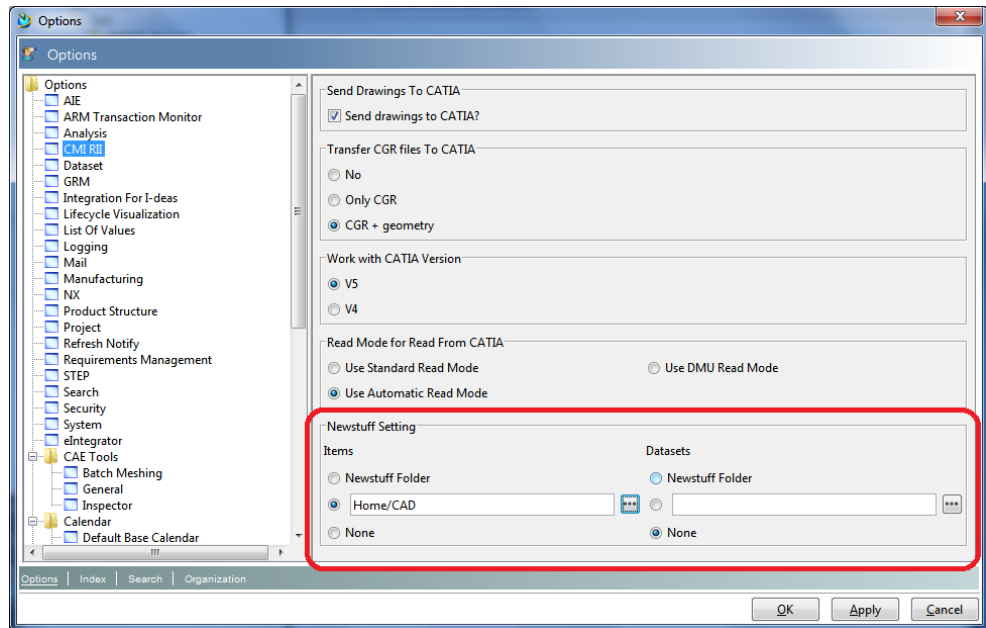 Options
Options
Options
AIE
ARM Transaction Monitor
Analysis
CMI RII
Dataset
GRM
Integration For I-deas
Lifecycle Visualization
List Of Values
Logging
Mail
Manufacturing
NX
Product Structure
Project
Refresh Notify
Requirements Management
STEP
Search
Security
System
eIntegrator
CAE Tools
Batch Meshing
General
Inspector
Calendar
Default Base Calendar
Send Drawings To CATIA
Send drawings to CATIA?
Transfer CGR files To CATIA
No
Only CGR
CGR + geometry
Work with CATIA Version
V5
V4
Read Mode for Read From CATIA
Use Standard Read Mode Use DMU Read Mode
Use Automatic Read Mode
Newstuff Setting
Items Datasets
Newstuff Folder Newstuff Folder
Home/CAD
None None
Options Index Search Organization
OK Apply Cancel